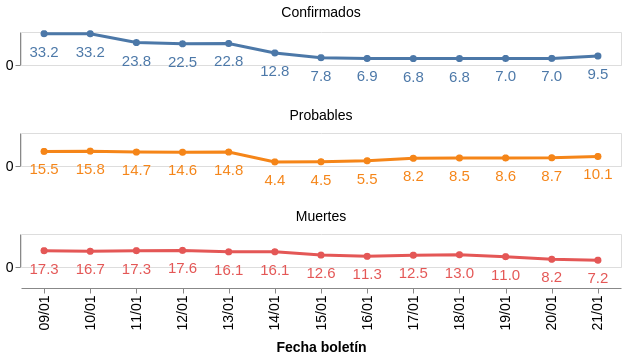 Confirmados
0
33.2 33.2 23.8 22.5 22.8 12.8 7.8 6.9 6.8 6.8 7.0 7.0 9.5
Probables
0
15.5 15.8 14.7 14.6 14.8 4.4 4.5 5.5 8.2 8.5 8.6 8.7 10.1
Muertes
0
17.3 16.7 17.3 17.6 16.1 16.1 12.6 11.3 12.5 13.0 11.0 8.2 7.2
09/01 10/01 11/01 12/01 13/01 14/01 15/01 16/01 17/01 18/01 19/01 20/01 21/01
Fecha boletín